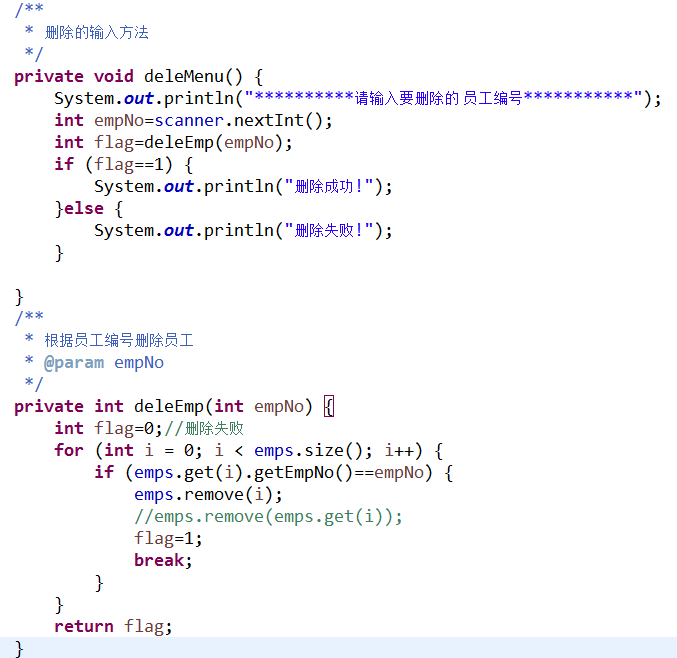 /**
 * 删除的输入方法
 */
private void deleMenu() {
    System.out.println("**********请输入要删除的 员工编号***********");
    int empNo=scanner.nextInt();
    int flag=deleEmp(empNo);
    if (flag==1) {
        System.out.println("删除成功!");
    }else {
        System.out.println("删除失败!");
    }
}
/**
 * 根据员工编号删除员工
 * @param empNo
 */
private int deleEmp(int empNo) {
    int flag=0;//删除失败
    for (int i = 0; i < emps.size(); i++) {
        if (emps.get(i).getEmpNo()==empNo) {
            emps.remove(i);
            //emps.remove(emps.get(i));
            flag=1;
            break;
        }
    }
    return flag;
}